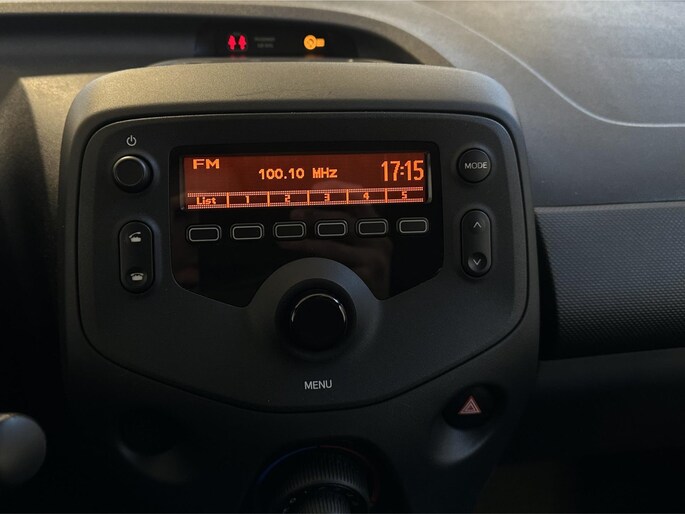 FM 100.10 MHz 17:15
MODE
List 1 2 3 4 5
MENU